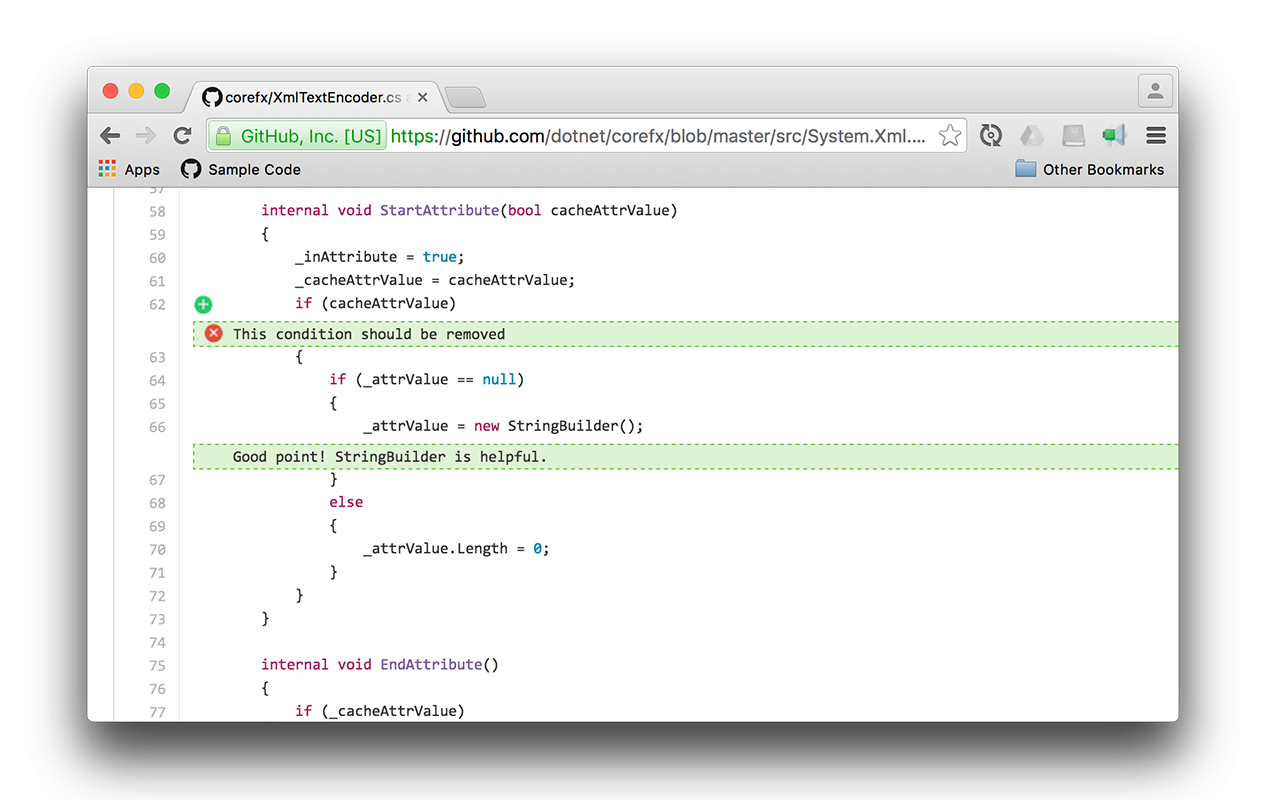 corefx/XmlTextEncoder.cs
GitHub, Inc. [US] https://github.com/dotnet/corefx/blob/master/src/System.Xml....
Apps Sample Code Other Bookmarks
57
58 internal void StartAttribute(bool cacheAttrValue)
59 {
60 _inAttribute = true;
61 _cacheAttrValue = cacheAttrValue;
62 if (cacheAttrValue)
This condition should be removed
63 {
64 if (_attrValue == null)
65 {
66 _attrValue = new StringBuilder();
Good point! StringBuilder is helpful.
67 }
68 else
69 {
70 _attrValue.Length = 0;
71 }
72 }
73 }
74
75 internal void EndAttribute()
76 {
77 if (_cacheAttrValue)